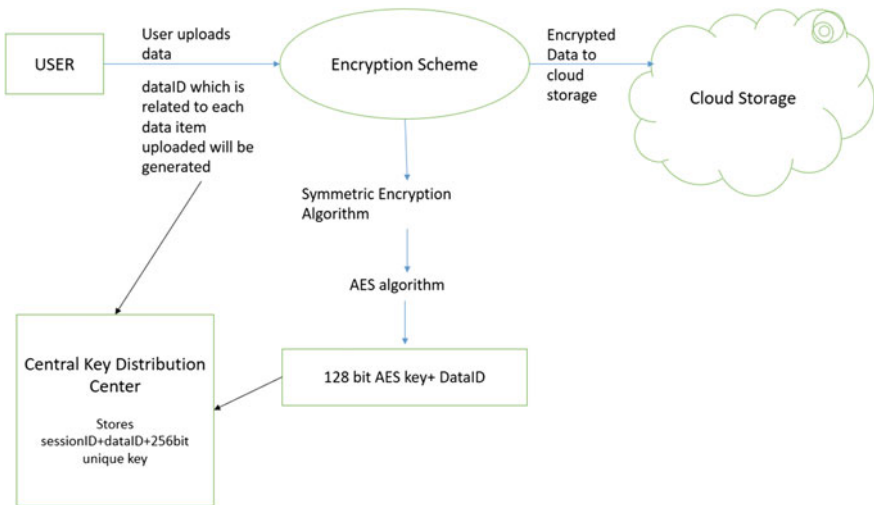 USER
User uploads
data
dataID which is
related to each
data item
uploaded will be
generated
Encryption Scheme
Encrypted
Data to
cloud
storage
Cloud Storage
Symmetric Encryption
Algorithm
AES algorithm
128 bit AES key+ DataID
Central Key Distribution
Center
Stores
sessionID+dataID+256bit
unique key